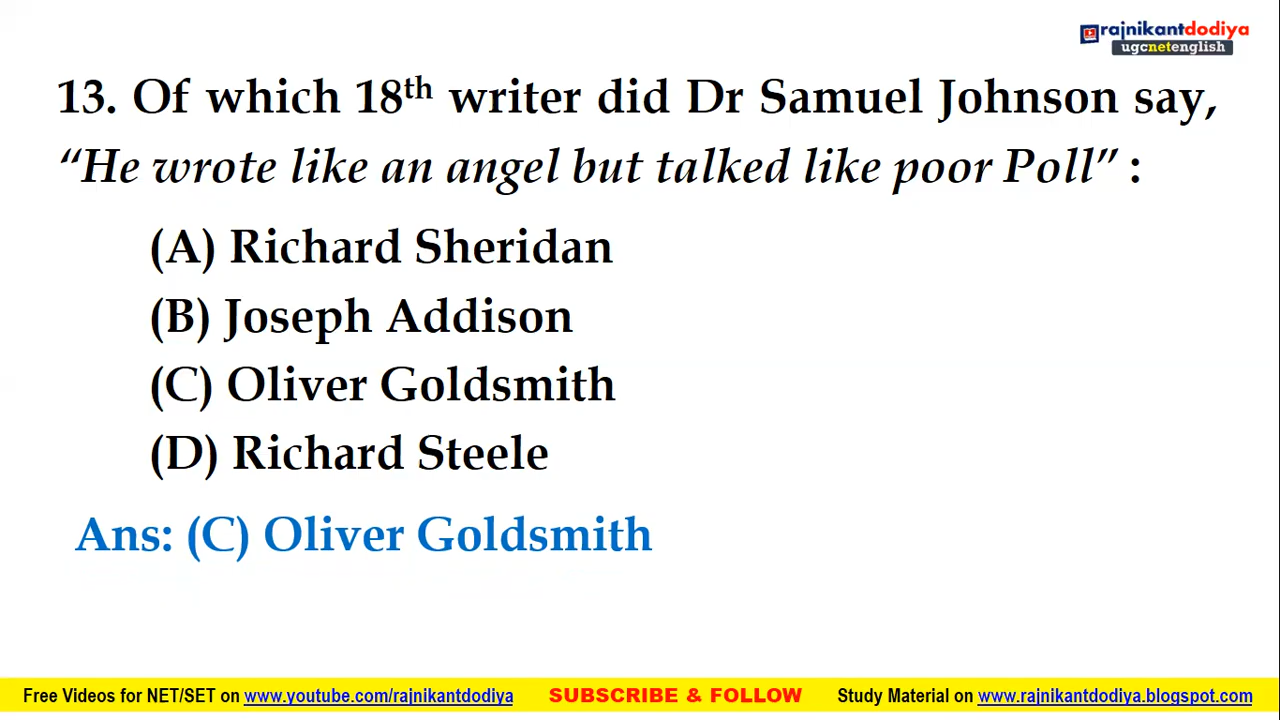 rajnikantdodiya
ugcnetenglish
13. Of which 18th writer did Dr Samuel Johnson say,
“He wrote like an angel but talked like poor Poll” :
(A) Richard Sheridan
(B) Joseph Addison
(C) Oliver Goldsmith
(D) Richard Steele
Ans: (C) Oliver Goldsmith
Free Videos for NET/SET on www.youtube.com/rajnikantdodiya SUBSCRIBE & FOLLOW Study Material on www.rajnikantdodiya.blogspot.com